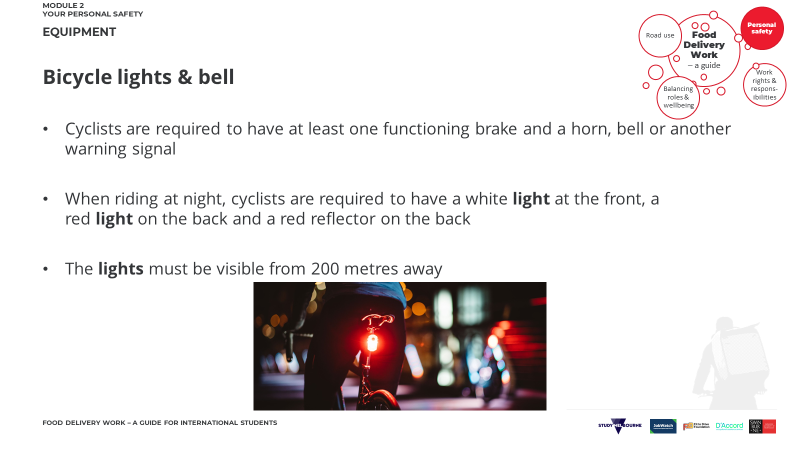 MODULE 2
YOUR PERSONAL SAFETY
EQUIPMENT
Road use
Food
Delivery
Work
– a guide
Personal
safety
Work
rights &
respons-
ibilities
Balancing
roles &
wellbeing
Bicycle lights & bell
• Cyclists are required to have at least one functioning brake and a horn, bell or another
warning signal
• When riding at night, cyclists are required to have a white light at the front, a
red light on the back and a red reflector on the back
• The lights must be visible from 200 metres away
FOOD DELIVERY WORK – A GUIDE FOR INTERNATIONAL STUDENTS
STUDY MELBOURNE
JobWatch
D'Accord
SWIN
BUR
NE